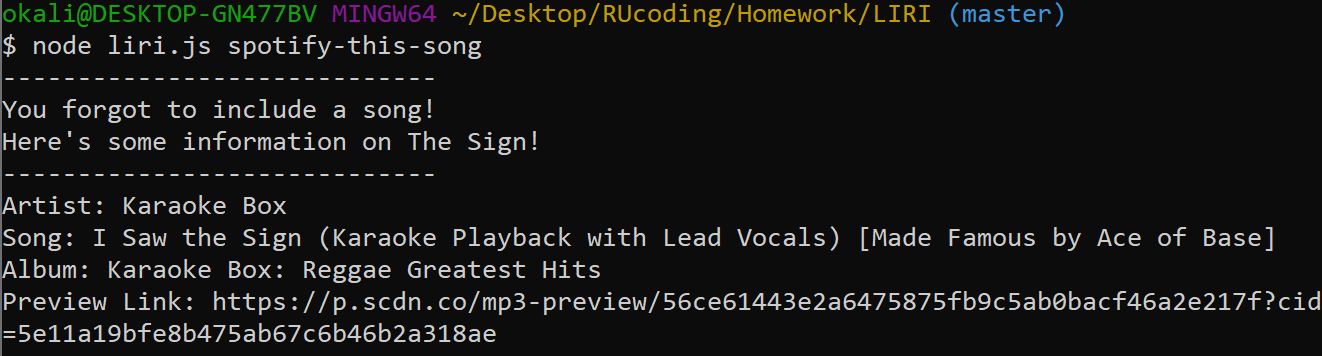 okali@DESKTOP-GN477BV MINGW64 ~/Desktop/RUcoding/Homework/LIRI (master)
$ node liri.js spotify-this-song
-----------------------------
You forgot to include a song!
Here's some information on The Sign!
-----------------------------
Artist: Karaoke Box
Song: I Saw the Sign (Karaoke Playback with Lead Vocals) [Made Famous by Ace of Base]
Album: Karaoke Box: Reggae Greatest Hits
Preview Link: https://p.scdn.co/mp3-preview/56ce61443e2a6475875fb9c5ab0bacf46a2e217f?cid
=5e11a19bfe8b475ab67c6b46b2a318ae